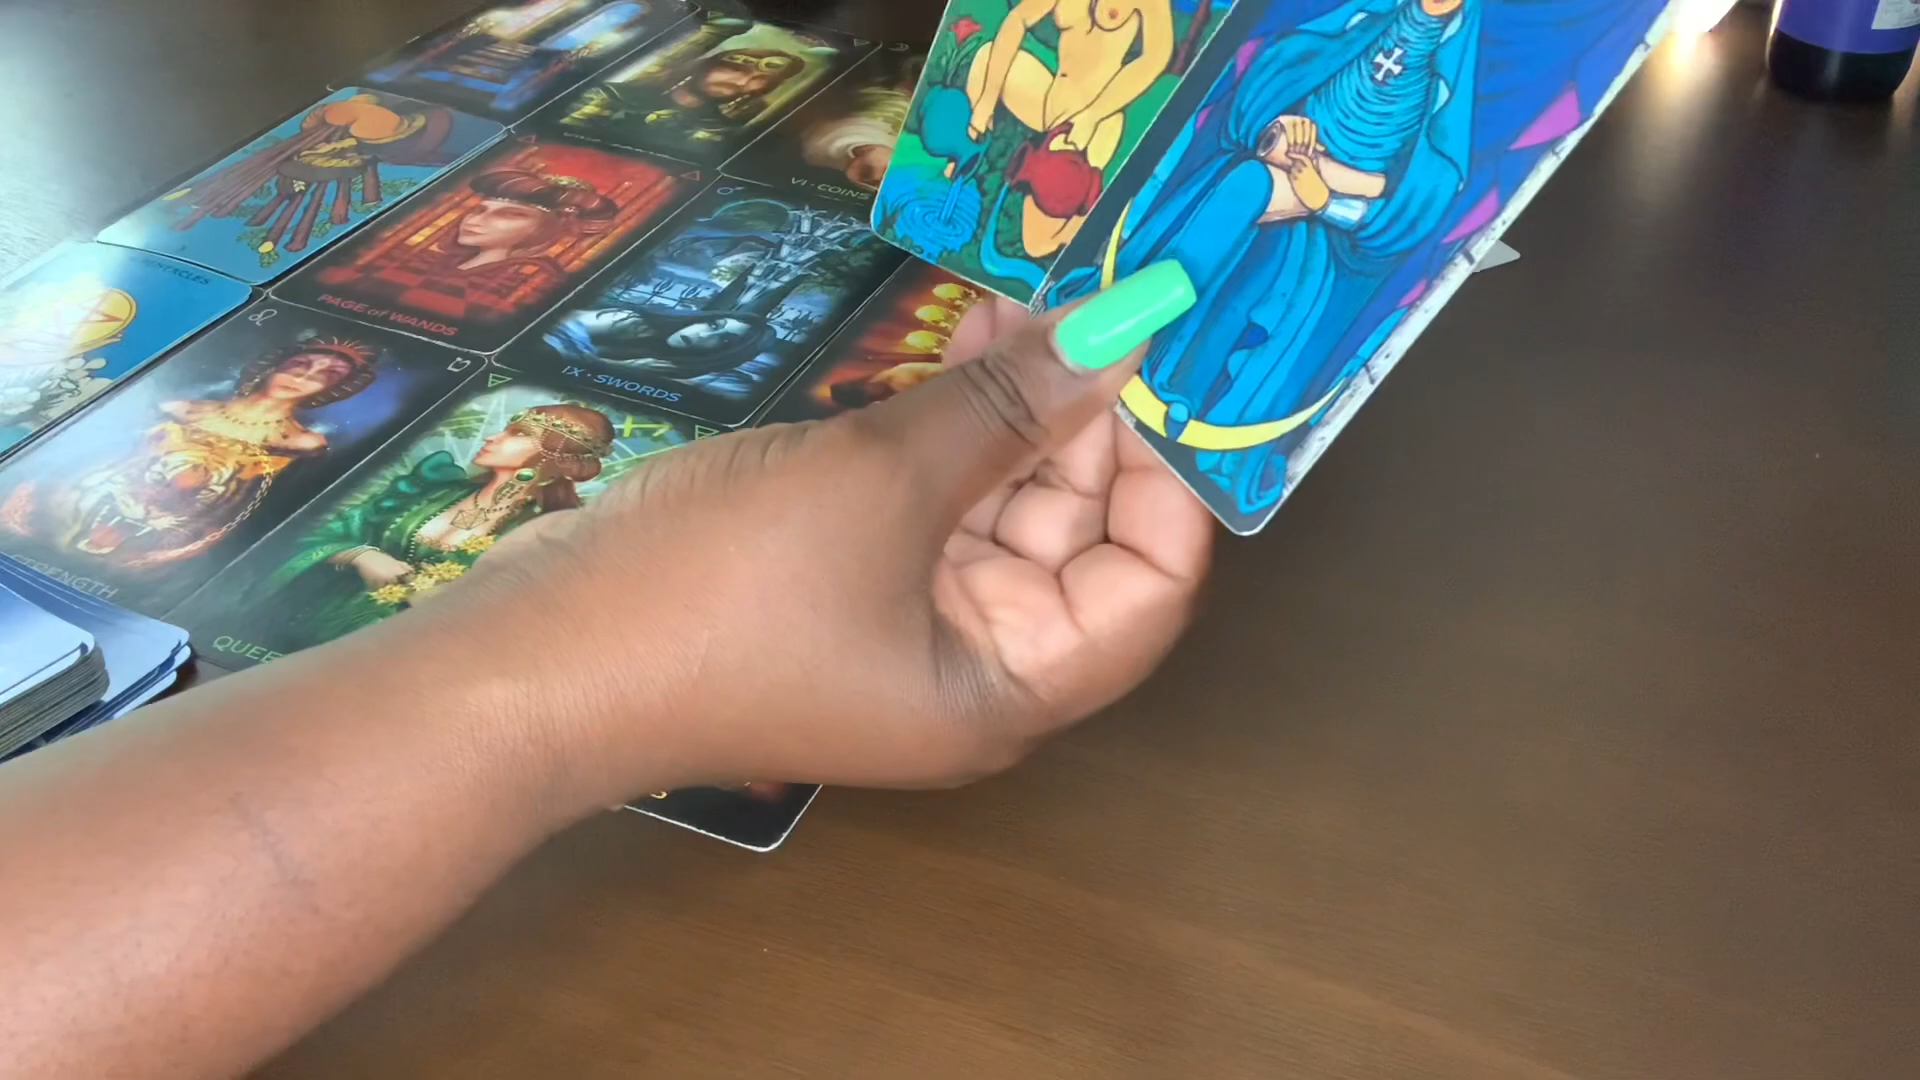 VI · COINS
PENTACLES
PAGE of WANDS
IX · SWORDS
STRENGTH
QUEE